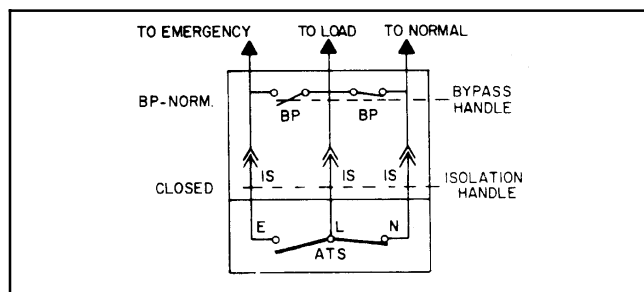 TO EMERGENCY TO LOAD TO NORMAL
BP-NORM. BYPASS HANDLE
BP BP
IS IS IS
CLOSED ISOLATION HANDLE
E L N
ATS